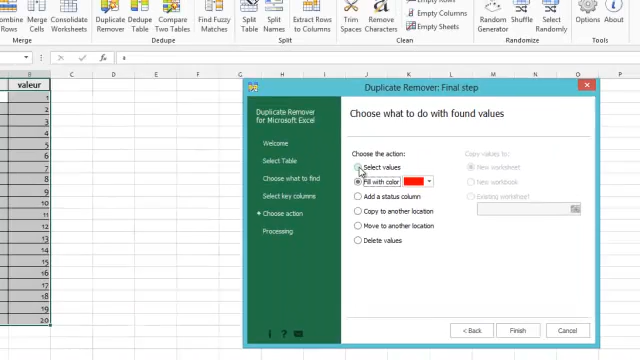 Combine Rows
Merge Cells
Consolidate Worksheets
Duplicate Remover
Dedupe Table
Compare Two Tables
Find Fuzzy Matches
Split Table
Split Names
Extract Rows to Columns
Trim Spaces
Remove Characters
Empty Rows
Empty Columns
Empty Sheets
Random Generator
Shuffle
Select Randomly
Options
About
Merge
Dedupe
Split
Remove
Randomize
Tools
B C D E F G H I J K L M N O P
valeur
1
2
3
4
5
6
7
8
9
10
11
12
13
14
15
16
17
18
19
20
Duplicate Remover: Final step
Duplicate Remover
for Microsoft Excel
Welcome
Select Table
Choose what to find
Select key columns
Choose action
Processing
Choose what to do with found values
Choose the action:
Select values
Fill with color
Add a status column
Copy to another location
Move to another location
Delete values
Copy values to:
New worksheet
New workbook
Existing worksheet
< Back
Finish
Cancel